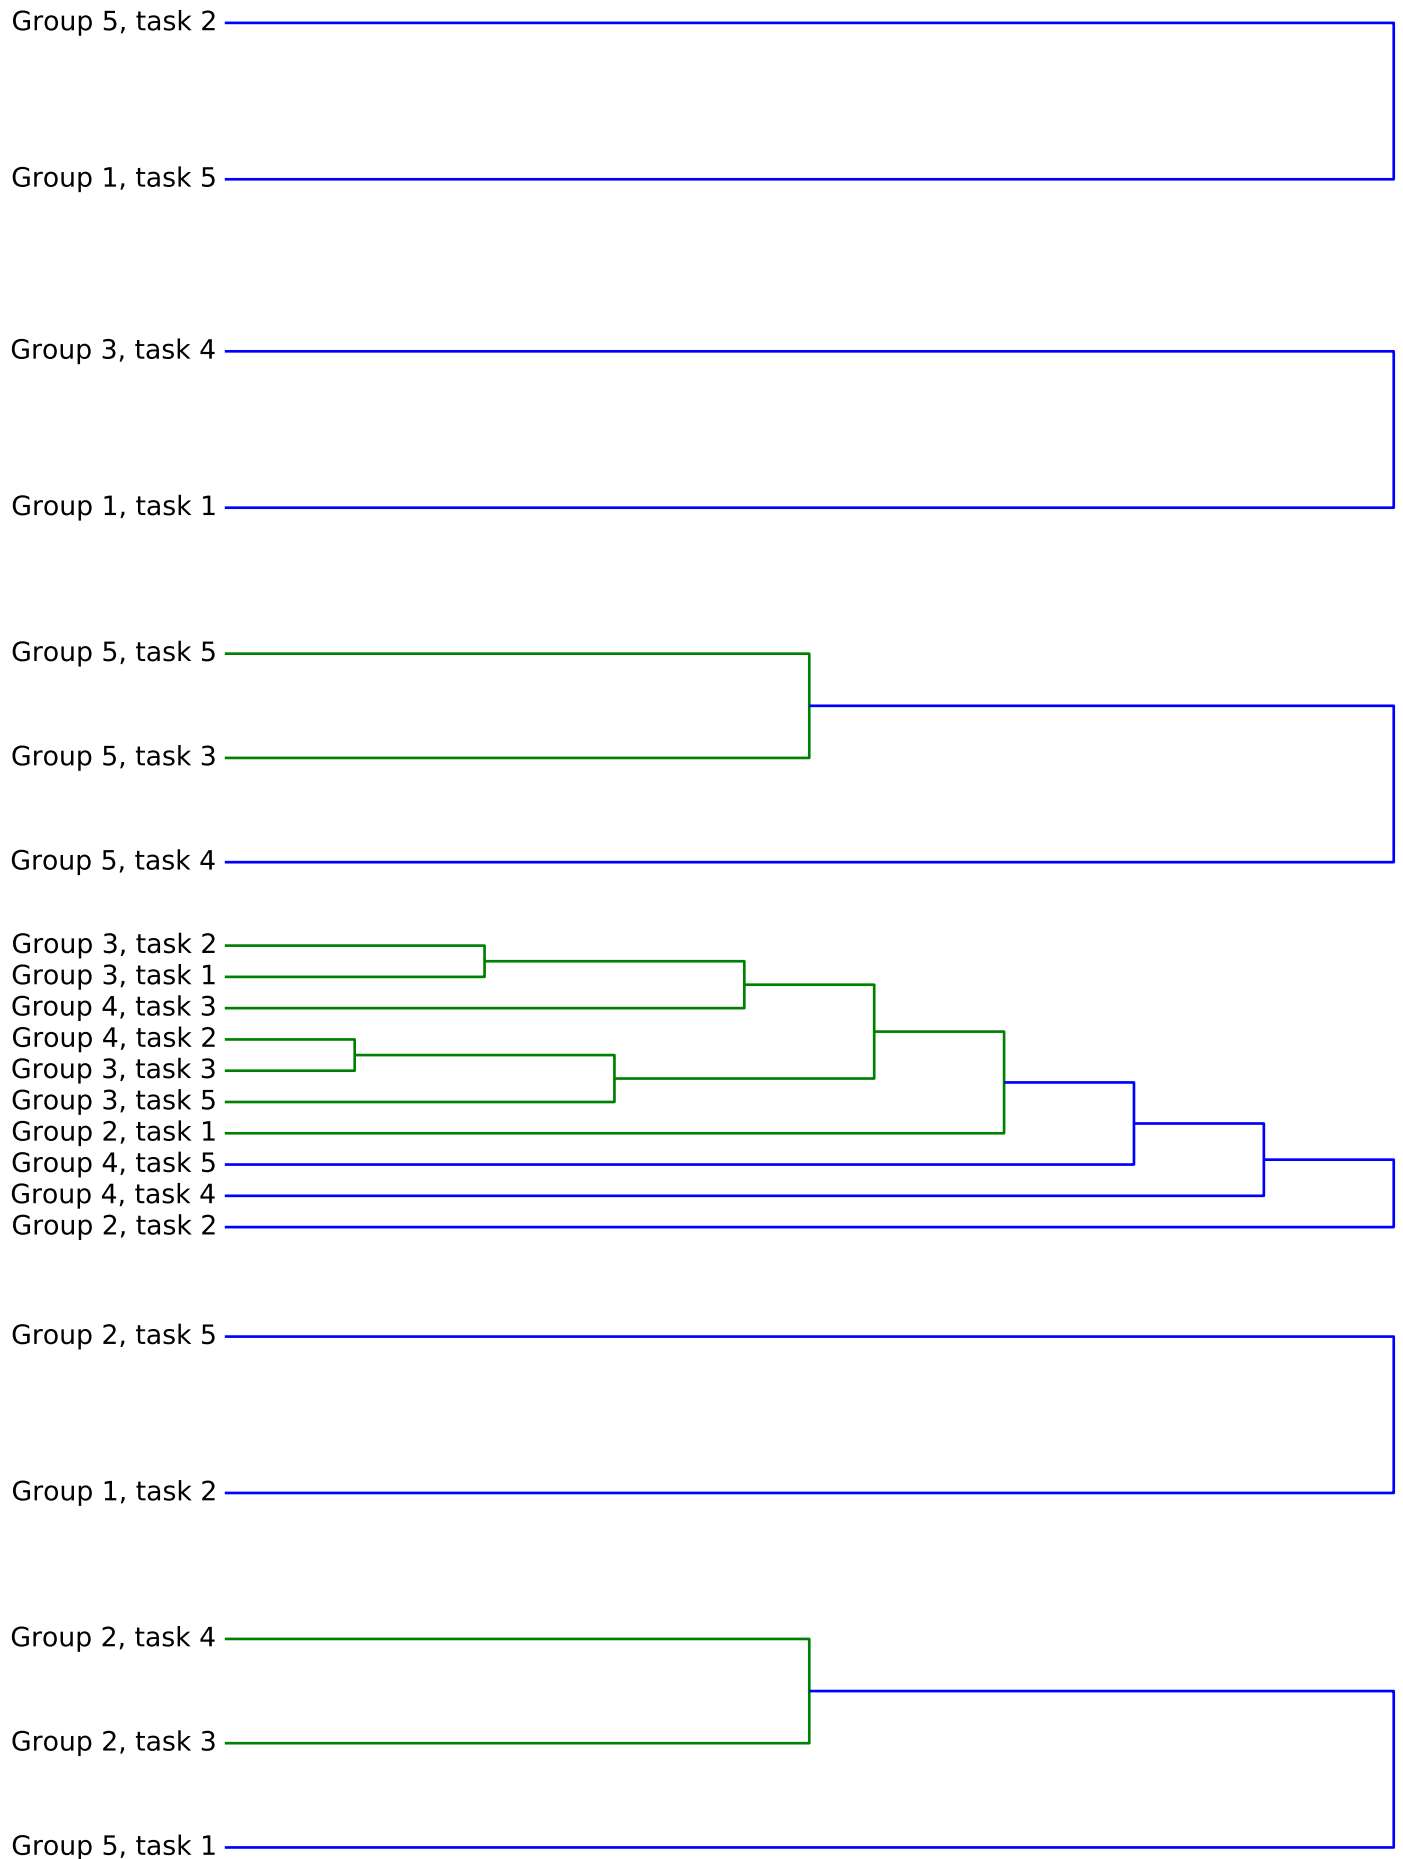 Group 5, task 2
Group 1, task 5
Group 3, task 4
Group 1, task 1
Group 5, task 5
Group 5, task 3
Group 5, task 4
Group 3, task 2
Group 3, task 1
Group 4, task 3
Group 4, task 2
Group 3, task 3
Group 3, task 5
Group 2, task 1
Group 4, task 5
Group 4, task 4
Group 2, task 2
Group 2, task 5
Group 1, task 2
Group 2, task 4
Group 2, task 3
Group 5, task 1